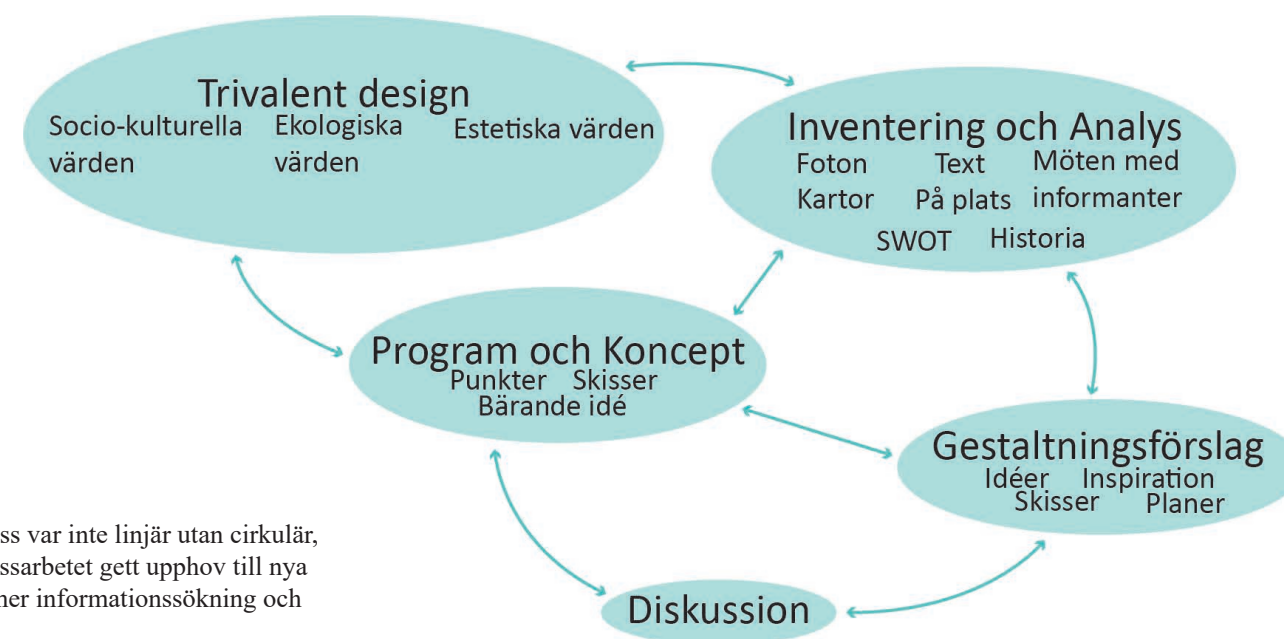 Trivalent design
Socio-kulturella Ekologiska Estetiska värden
värden värden
Inventering och Analys
Foton Text Möten med
Kartor På plats informanter
SWOT Historia
Program och Koncept
Punkter Skisser
Bärande idé
Gestaltningsförslag
Idéer Inspiration
Skisser Planer
Diskussion
ss var inte linjär utan cirkulär,
ssarbetet gett upphov till nya
ner informationssökning och